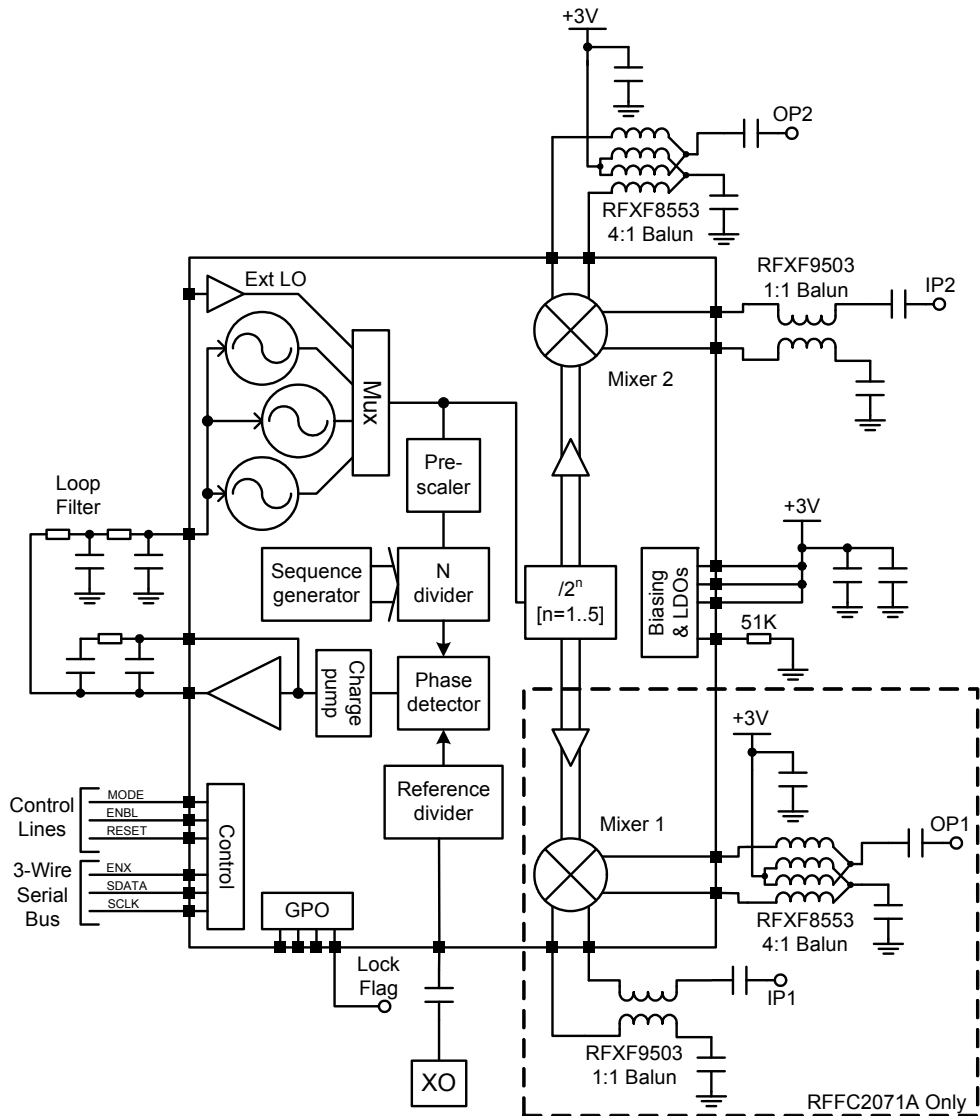 +3V
OP2
RFXF8553
4:1 Balun
RFXF9503
1:1 Balun
IP2
Ext LO
Mux
Mixer 2
Pre-
scaler
Loop
Filter
Sequence
generator
N
divider
/2ⁿ
[n=1..5]
Biasing
& LDOs
+3V
51K
Charge
pump
Phase
detector
Reference
divider
Control
Lines
MODE
ENBL
RESET
3-Wire
Serial
Bus
ENX
SDATA
SCLK
Control
GPO
Lock
Flag
XO
Mixer 1
+3V
OP1
RFXF8553
4:1 Balun
IP1
RFXF9503
1:1 Balun
RFFC2071A Only